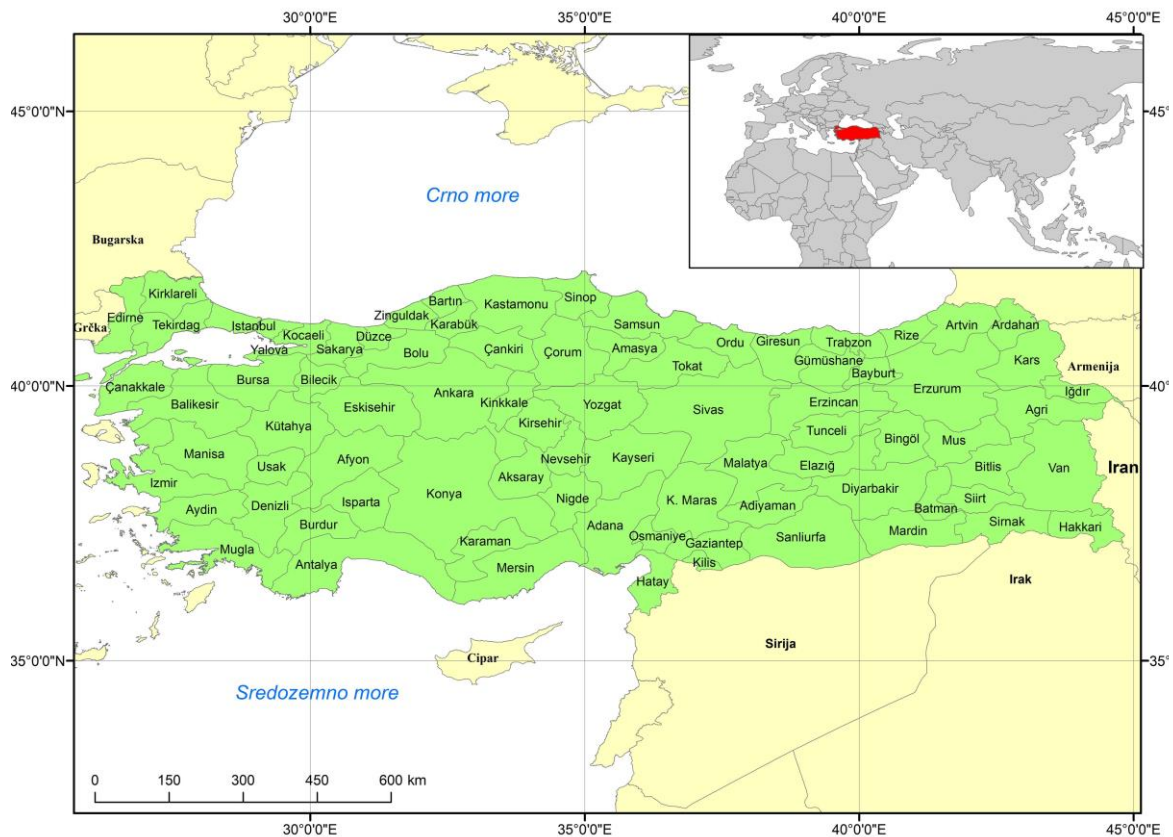 30°0'0"E 35°0'0"E 40°0'0"E 45°0'0"E
45°0'0"N 45°0'0"
Crno more
Bugarska
Kirklareli
Edirne
Grčka
Tekirdag
Istanbul
Kocaeli
Yalova
Sakarya
Düzce
Zinguldak
Bartın
Karabük
Kastamonu
Sinop
Bolu
Çankiri
Çorum
Samsun
Amasya
Tokat
Ordu
Giresun
Trabzon
Gümüshane
Bayburt
Rize
Artvin
Ardahan
Kars
Armenija
40°0'0"N 40°0'0"
Çanakkale
Bursa
Bilecik
Balikesir
Eskisehir
Ankara
Kinkkale
Kirsehir
Yozgat
Sivas
Erzincan
Erzurum
Agri
Iğdır
Kütahya
Manisa
Usak
Afyon
Izmir
Aydin
Denizli
Isparta
Burdur
Mugla
Antalya
Konya
Aksaray
Nevsehir
Nigde
Kayseri
Karaman
Mersin
Adana
Malatya
K. Maras
Osmaniye
Gaziantep
Kilis
Hatay
Adiyaman
Sanliurfa
Tunceli
Elazığ
Bingöl
Mus
Bitlis
Van
Iran
Diyarbakir
Batman
Siirt
Mardin
Sirnak
Hakkari
Irak
Sirija
Cipar
35°0'0"N 35°0'0"
Sredozemno more
0 150 300 450 600 km
30°0'0"E 35°0'0"E 40°0'0"E 45°0'0"E